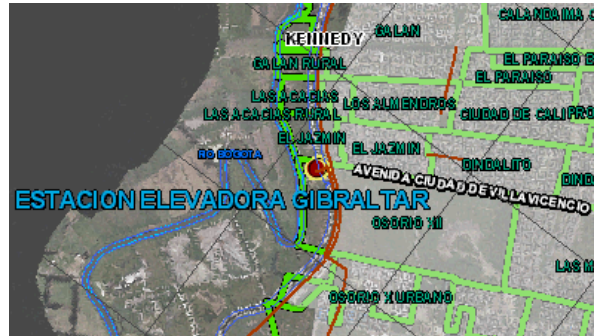 CALANDAIMA
GALAN
KENNEDY
EL PARAISO
GALAN RURAL
EL PARAISO
LAS ACACIAS
LOS ALMENDROS
LAS ACACIAS RURAL
CIUDAD DE CALI
EL JAZMIN
EL JAZMIN
RIO BOGOTA
DINDALITO
AVENIDA CIUDAD DE VILLAVICENCIO
ESTACION ELEVADORA GIBRALTAR
OSORIO XII
OSORIO X URBANO